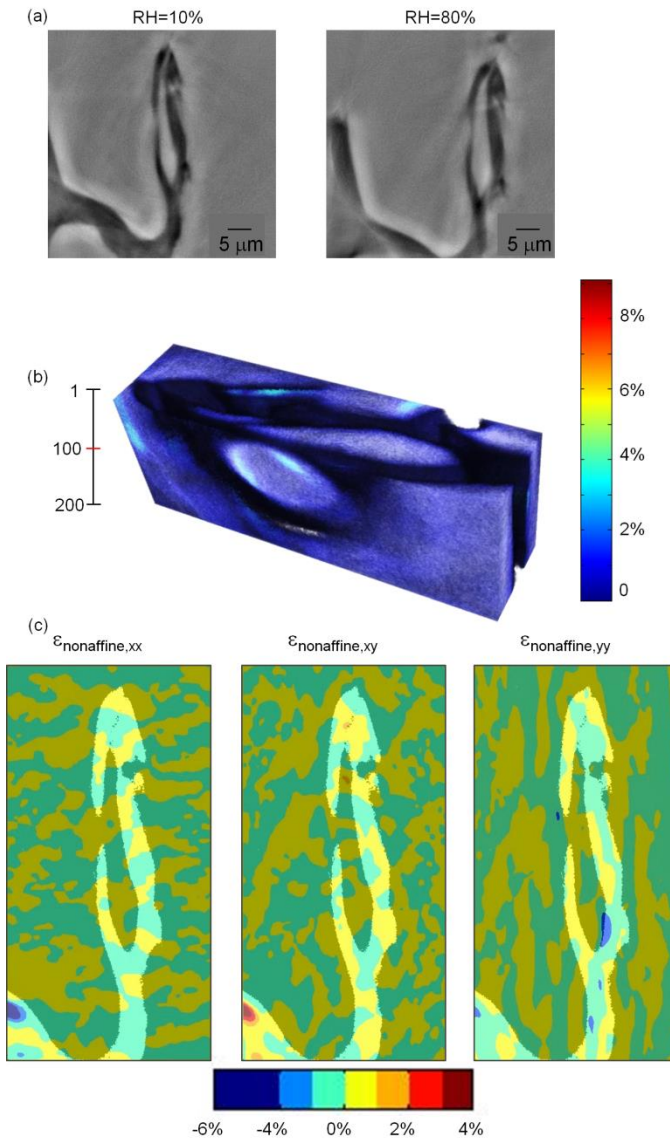 (a)
RH=10%
RH=80%
5 μm
5 μm
(b)
1
100
200
8%
6%
4%
2%
0
(c)
εnonaffine,xx
εnonaffine,xy
εnonaffine,yy
-6% -4% 0% 2% 4%